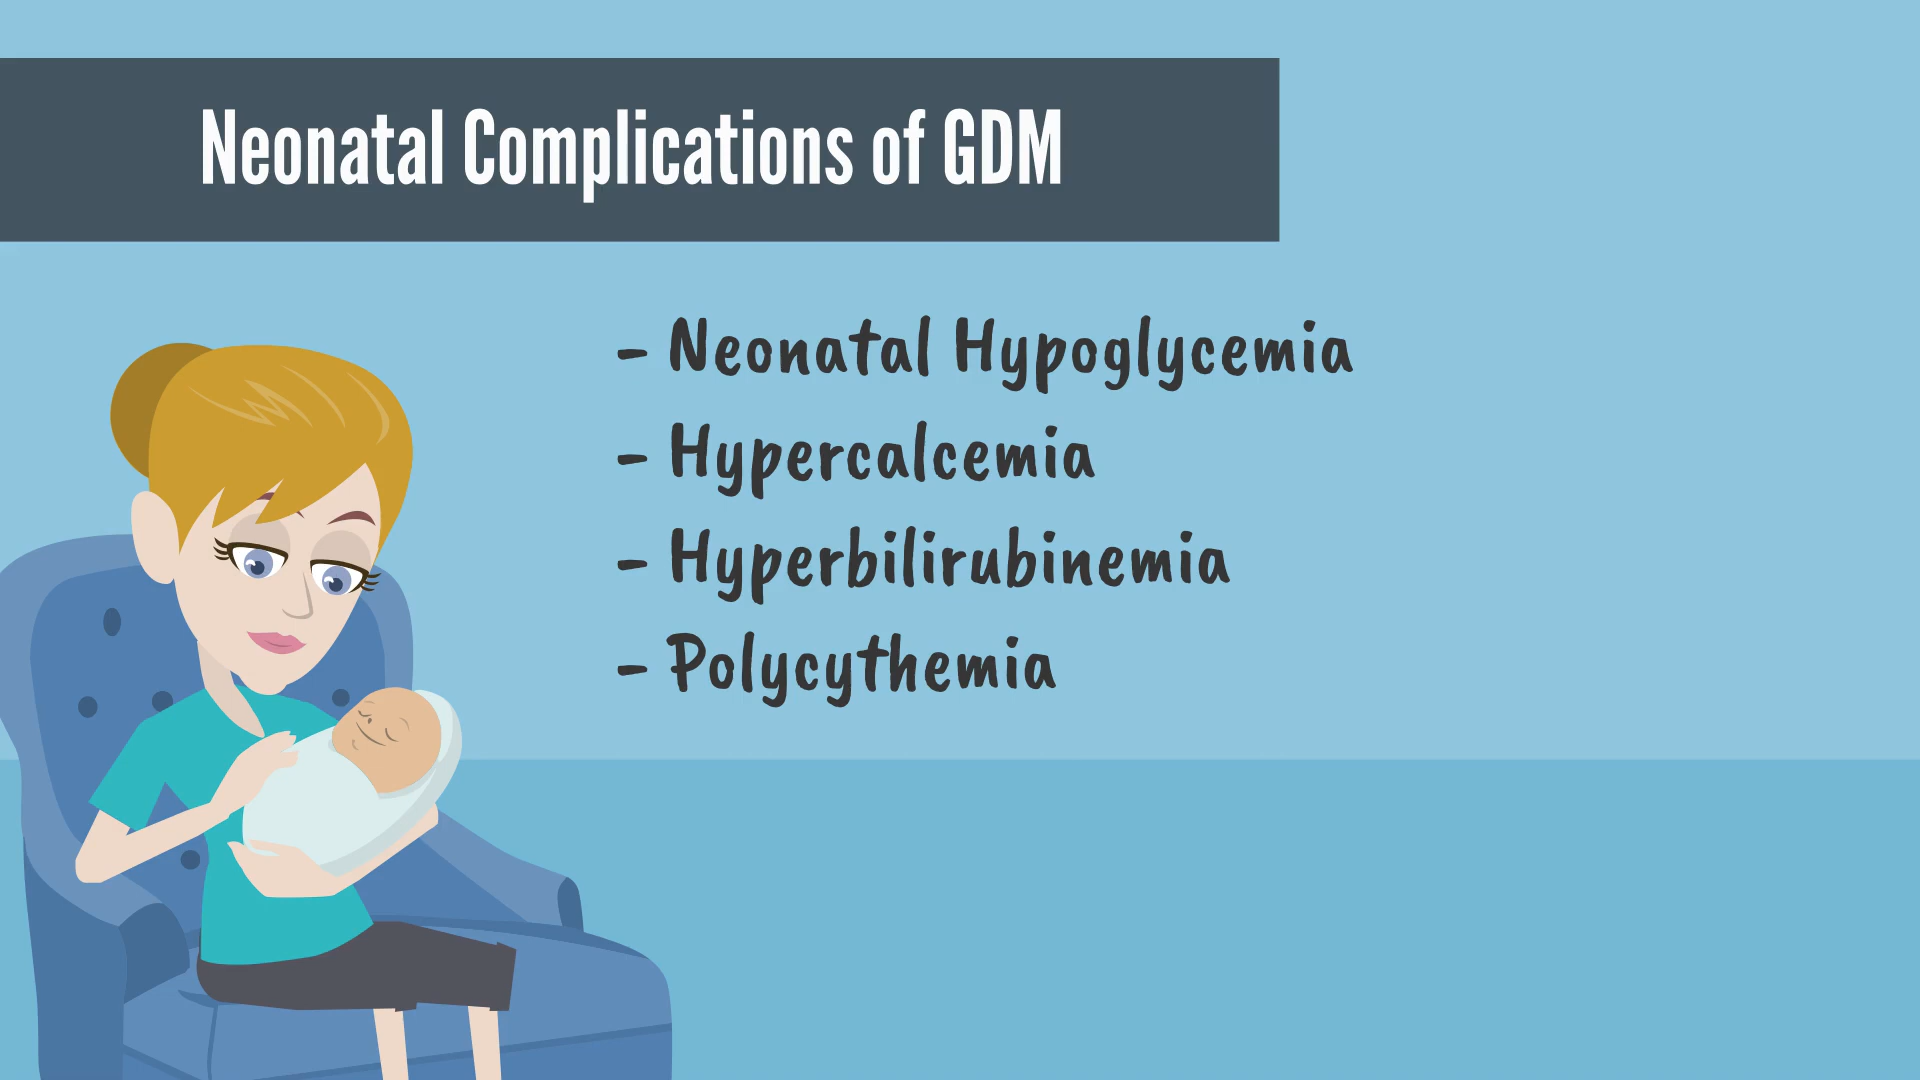 Neonatal Complications of GDM
- Neonatal Hypoglycemia
- Hypercalcemia
- Hyperbilirubinemia
- Polycythemia